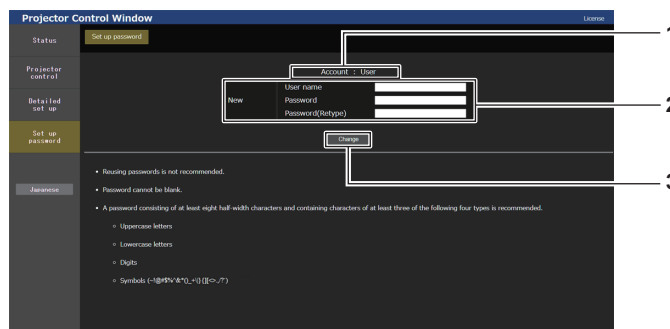 Projector Control Window
License
1
Status
Set up password
Projector
control
Account : User
User name
New Password
Password(Retype)
2
Detailed
set up
Set up
password
Change
3
• Reusing passwords is not recommended.
Japanese
• Password cannot be blank.
• A password consisting of at least eight half-width characters and containing characters of at least three of the following four types is recommended.
◦ Uppercase letters
◦ Lowercase letters
◦ Digits
◦ Symbols